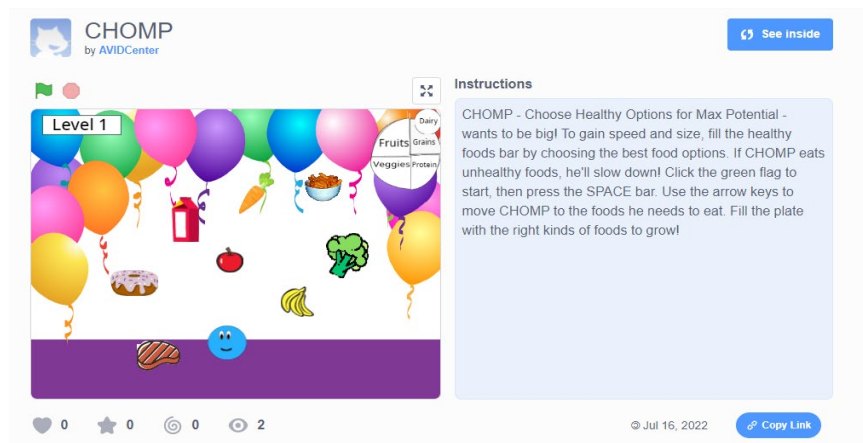 CHOMP
by AVIDCenter
See inside
Instructions
Level 1
Dairy
Fruits Grains
Veggies Protein
CHOMP - Choose Healthy Options for Max Potential -
wants to be big! To gain speed and size, fill the healthy
foods bar by choosing the best food options. If CHOMP eats
unhealthy foods, he'll slow down! Click the green flag to
start, then press the SPACE bar. Use the arrow keys to
move CHOMP to the foods he needs to eat. Fill the plate
with the right kinds of foods to grow!
0 0 0 2
© Jul 16, 2022
Copy Link